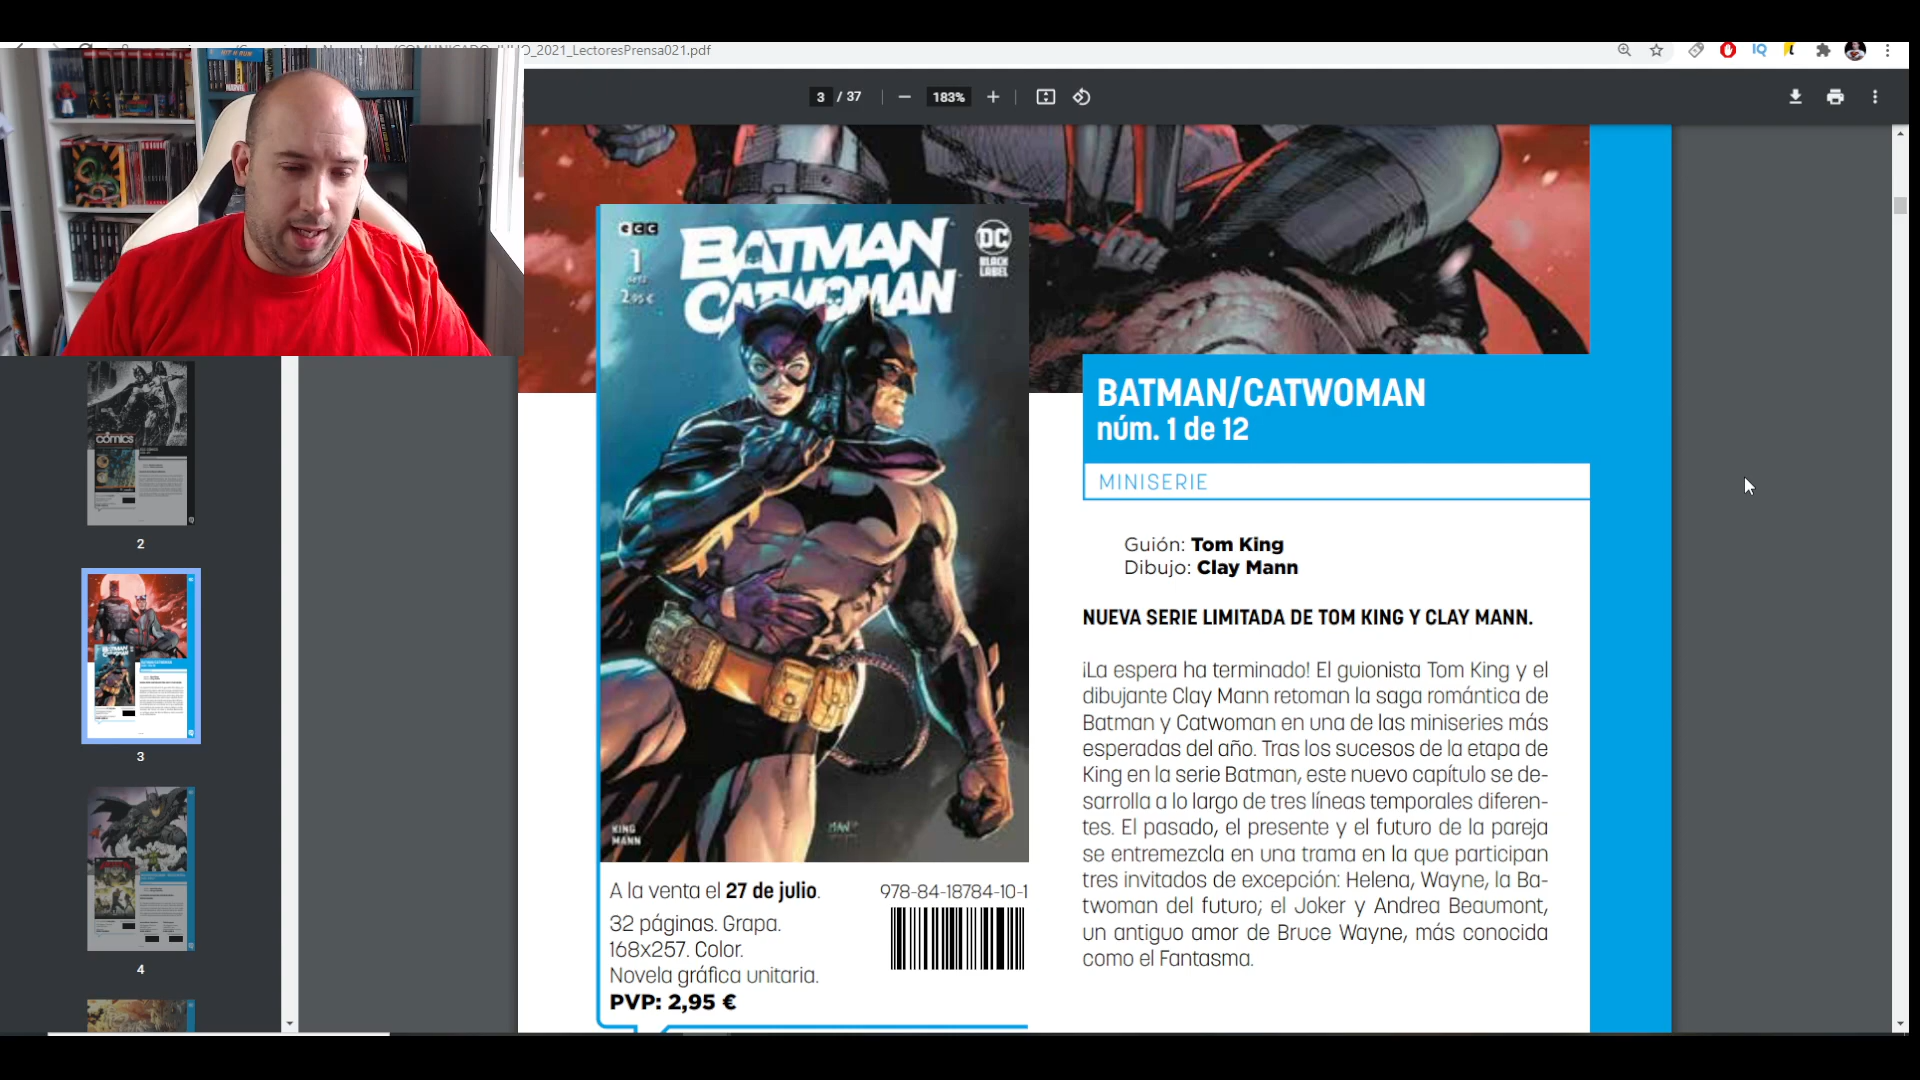 O_2021_LectoresPrensa021.pdf
3 / 37
183%
ecc
1
2,95 €
BATMAN
CATWOMAN
DC
BLACK
LABEL
KING
MANN
BATMAN/CATWOMAN
núm. 1 de 12
MINISERIE
Guión: Tom King
Dibujo: Clay Mann
NUEVA SERIE LIMITADA DE TOM KING Y CLAY MANN.
¡La espera ha terminado! El guionista Tom King y el
dibujante Clay Mann retoman la saga romántica de
Batman y Catwoman en una de las miniseries más
esperadas del año. Tras los sucesos de la etapa de
King en la serie Batman, este nuevo capítulo se de-
sarrolla a lo largo de tres líneas temporales diferen-
tes. El pasado, el presente y el futuro de la pareja
se entremezcla en una trama en la que participan
tres invitados de excepción: Helena, Wayne, la Ba-
twoman del futuro; el Joker y Andrea Beaumont,
un antiguo amor de Bruce Wayne, más conocida
como el Fantasma.
A la venta el 27 de julio.
978-84-18784-10-1
32 páginas. Grapa.
168x257. Color.
Novela gráfica unitaria.
PVP: 2,95 €
cómics
2
3
4